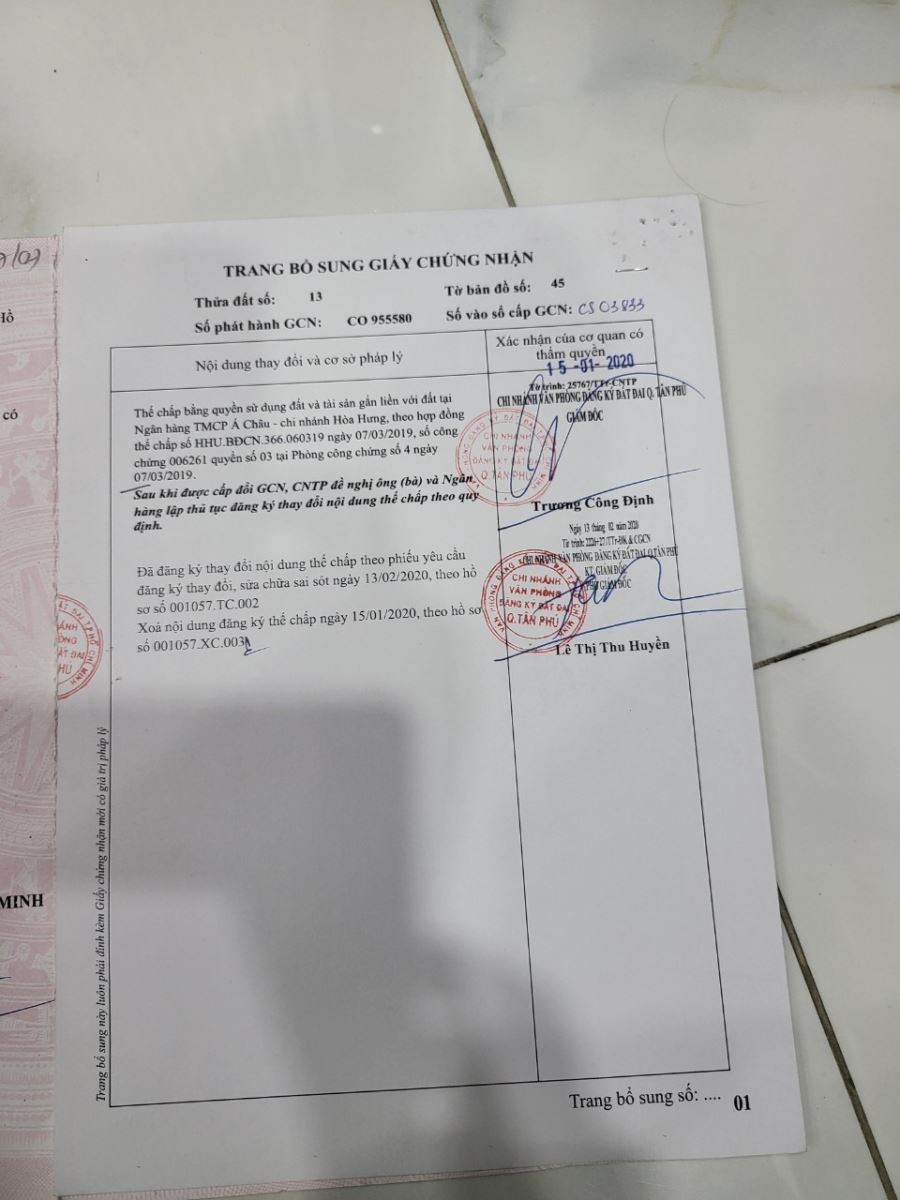 TRANG BỔ SUNG GIẤY CHỨNG NHẬN
Thửa đất số: 13
Tờ bản đồ số: 45
Số phát hành GCN: CO 955580
Số vào sổ cấp GCN: CS03833
Nội dung thay đổi và cơ sở pháp lý
Xác nhận của cơ quan có
thẩm quyền
Thế chấp bằng quyền sử dụng đất và tài sản gắn liền với đất tại
Ngân hàng TMCP Á Châu - chi nhánh Hòa Hưng, theo hợp đồng
thế chấp số HHU.BĐCN.366.060319 ngày 07/03/2019, số công
chứng 006261 quyển số 03 tại Phòng công chứng số 4 ngày
07/03/2019.
Sau khi được cấp đổi GCN, CNTP đề nghị ông (bà) và Ngân
hàng lập thủ tục đăng ký thay đổi nội dung thế chấp theo quy
định.
15-01-2020
Tờ trình: 25767/TTr-CNTP
CHI NHÁNH VĂN PHÒNG ĐĂNG KÝ ĐẤT ĐAI Q. TÂN PHÚ
GIÁM ĐỐC
CHI NHÁNH
VĂN PHÒNG
ĐĂNG KÝ ĐẤT ĐAI
Q. TÂN PHÚ
Trương Công Định
Đã đăng ký thay đổi nội dung thế chấp theo phiếu yêu cầu
đăng ký thay đổi, sửa chữa sai sót ngày 13/02/2020, theo hồ
sơ số 001057.TC.002
Xoá nội dung đăng ký thế chấp ngày 15/01/2020, theo hồ sơ
số 001057.XC.003
Ngày 13 tháng 02 năm 2020
CHI NHÁNH VĂN PHÒNG ĐĂNG KÝ ĐẤT ĐAI Q.TÂN PHÚ
KT. GIÁM ĐỐC
PHÓ GIÁM ĐỐC
CHI NHÁNH
VĂN PHÒNG
ĐĂNG KÝ ĐẤT ĐAI
Q.TÂN PHÚ
Lê Thị Thu Huyền
Trang bổ sung này luôn phải đính kèm Giấy chứng nhận mới có giá trị pháp lý
Trang bổ sung số: .... 01
có
MINH